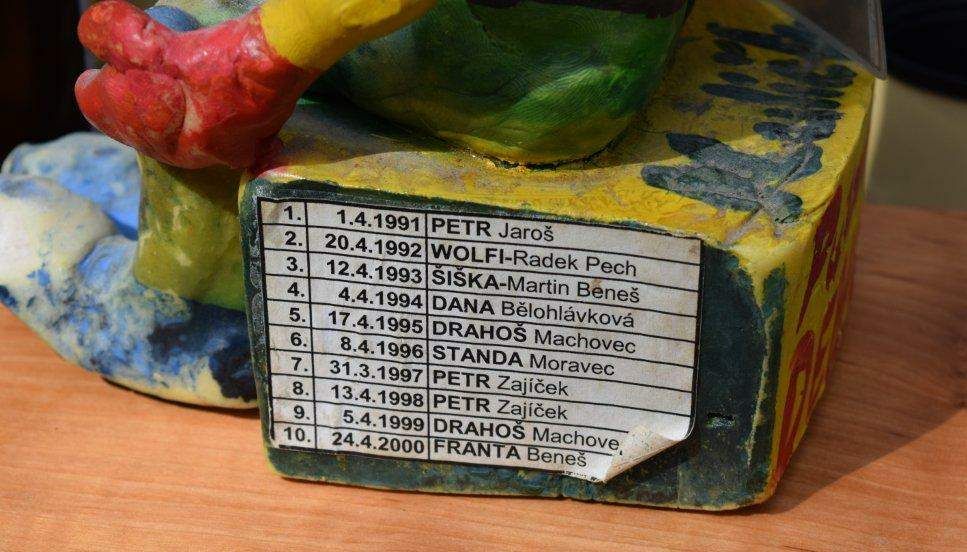 1. 1.4.1991 PETR Jaroš
2. 20.4.1992 WOLFI-Radek Pech
3. 12.4.1993 ŠIŠKA-Martin Beneš
4. 4.4.1994 DANA Bělohlávková
5. 17.4.1995 DRAHOŠ Machovec
6. 8.4.1996 STANDA Moravec
7. 31.3.1997 PETR Zajíček
8. 13.4.1998 PETR Zajíček
9. 5.4.1999 DRAHOŠ Machove
10. 24.4.2000 FRANTA Beneš